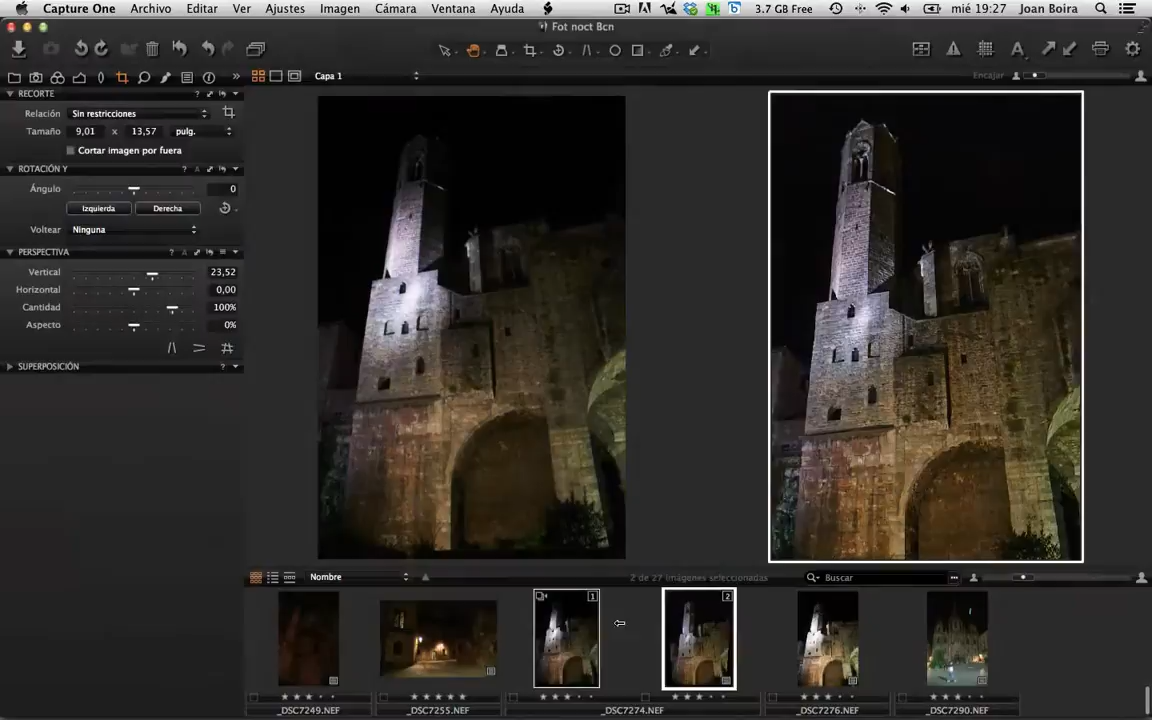 Capture One Archivo Editar Ver Ajustes Imagen Cámara Ventana Ayuda 3.7 GB Free mié 19:27 Joan Boira
Fot noct Bcn
Capa 1
Encajar
RECORTE ?
Relación Sin restricciones
Tamaño 9,01 x 13,57 pulg.
Cortar imagen por fuera
ROTACIÓN Y ?
Ángulo 0
Izquierda Derecha
Voltear Ninguna
PERSPECTIVA ?
Vertical 23,52
Horizontal 0,00
Cantidad 100%
Aspecto 0%
SUPERPOSICIÓN ?
Nombre 2 de 27 imágenes seleccionadas Buscar
1 2
_DSC7249.NEF _DSC7255.NEF _DSC7274.NEF _DSC7276.NEF _DSC7290.NEF